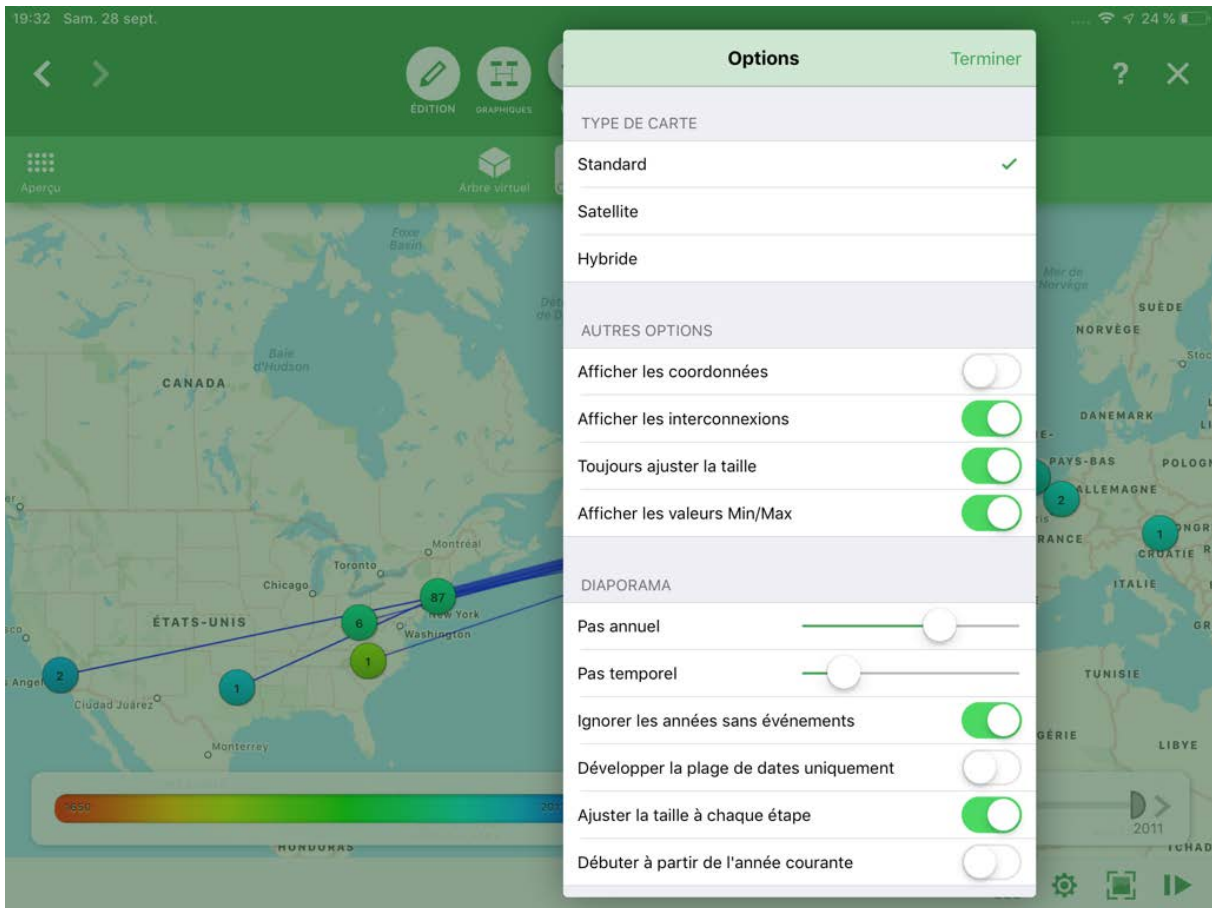 19:32 Sam. 28 sept.
24 %
Options
Terminer
?
ÉDITION
GRAPHIQUES
TYPE DE CARTE
Standard
Satellite
Hybride
Aperçu
Arbre virtuel
AUTRES OPTIONS
Afficher les coordonnées
Afficher les interconnexions
Toujours ajuster la taille
Afficher les valeurs Min/Max
DIAPORAMA
Pas annuel
Pas temporel
Ignorer les années sans événements
Développer la plage de dates uniquement
Ajuster la taille à chaque étape
Débuter à partir de l'année courante
Foxe
Basin
Baie
d'Hudson
CANADA
Montréal
Toronto
Chicago
87
New York
ÉTATS-UNIS
6
Washington
1
2
1
Ciudad Juárez
Monterrey
1650
HONDURAS
Mer de
Norvège
SUÈDE
NORVÈGE
DANEMARK
PAYS-BAS
ALLEMAGNE
2
1
CROATIE
ITALIE
TUNISIE
LIBYE
2011